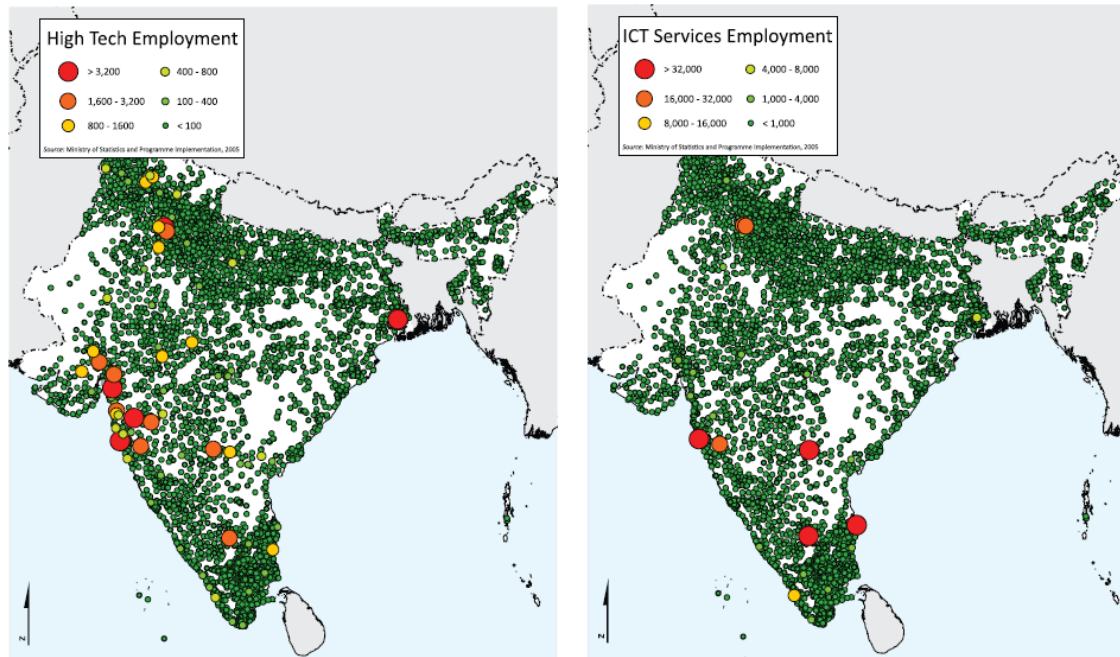 High Tech Employment
> 3,200
400 - 800
1,600 - 3,200
100 - 400
800 - 1600
< 100
Source: Ministry of Statistics and Programme Implementation, 2005
N
ICT Services Employment
> 32,000
4,000 - 8,000
16,000 - 32,000
1,000 - 4,000
8,000 - 16,000
< 1,000
Source: Ministry of Statistics and Programme Implementation, 2005
N